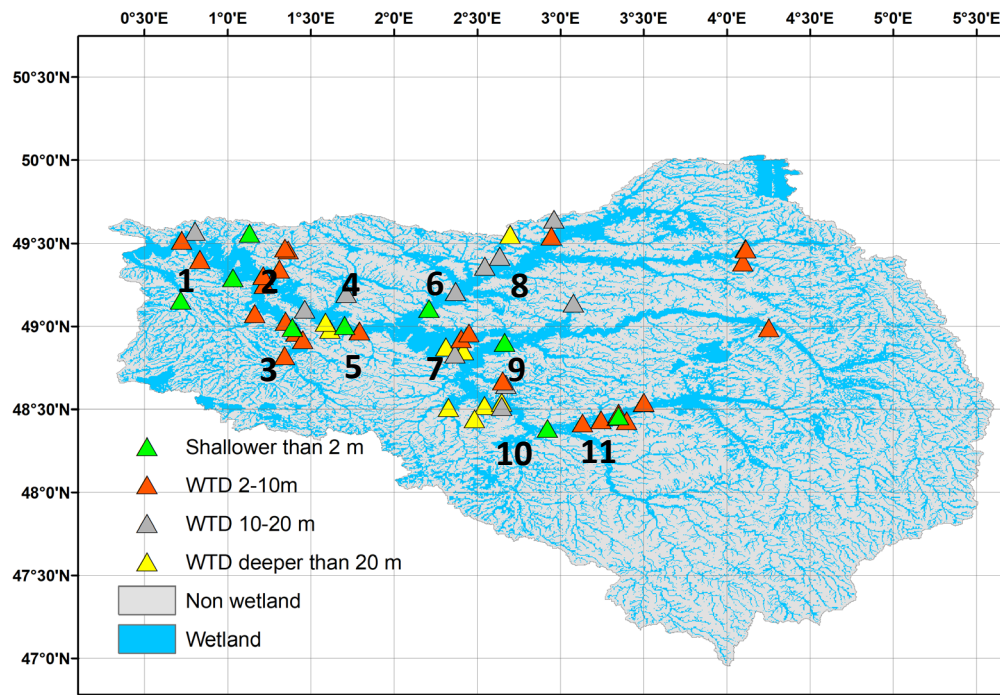 0°30'E 1°0'E 1°30'E 2°0'E 2°30'E 3°0'E 3°30'E 4°0'E 4°30'E 5°0'E 5°30'E
50°30'N
50°0'N
49°30'N
1 2 4 6 8
49°0'N
3 5 7 9
48°30'N
10 11
Shallower than 2 m
48°0'N
WTD 2-10m
WTD 10-20 m
47°30'N
WTD deeper than 20 m
Non wetland
Wetland
47°0'N